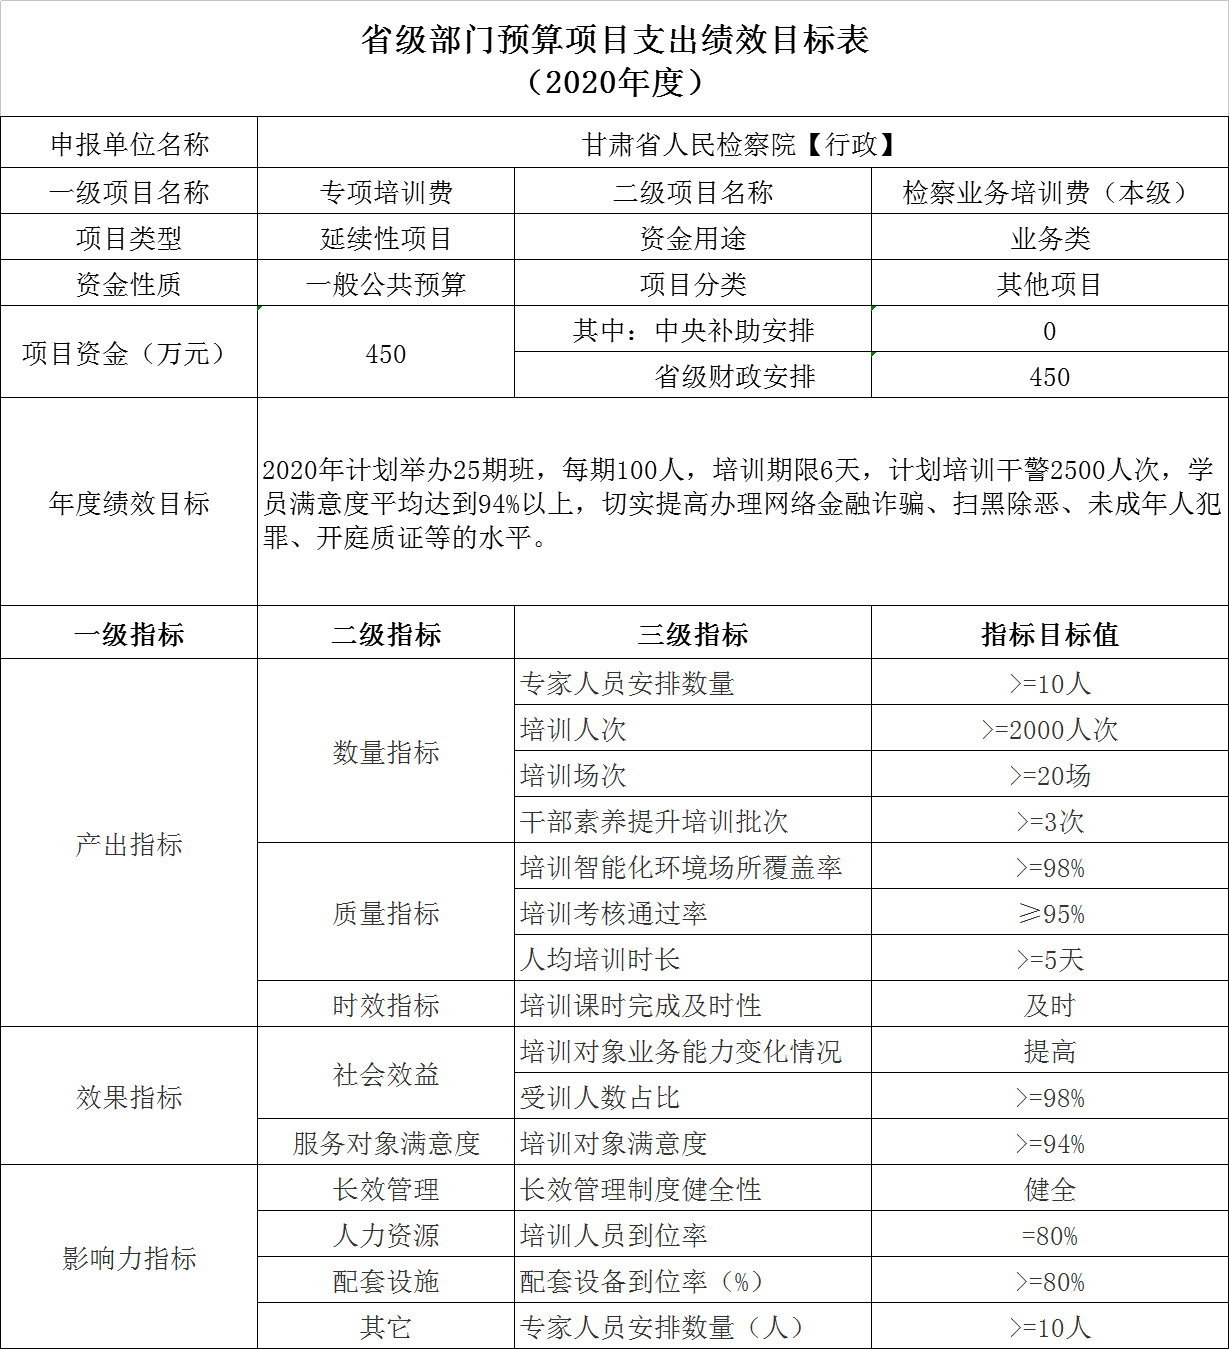 省级部门预算项目支出绩效目标表
（2020年度）
申报单位名称 甘肃省人民检察院【行政】
一级项目名称 专项培训费 二级项目名称 检察业务培训费（本级）
项目类型 延续性项目 资金用途 业务类
资金性质 一般公共预算 项目分类 其他项目
项目资金（万元） 450 其中：中央补助安排 0
省级财政安排 450
年度绩效目标
2020年计划举办25期班，每期100人，培训期限6天，计划培训干警2500人次，学
员满意度平均达到94%以上，切实提高办理网络金融诈骗、扫黑除恶、未成年人犯
罪、开庭质证等的水平。
一级指标 二级指标 三级指标 指标目标值
产出指标 数量指标 专家人员安排数量 >=10人
培训人次 >=2000人次
培训场次 >=20场
干部素养提升培训批次 >=3次
质量指标 培训智能化环境场所覆盖率 >=98%
培训考核通过率 ≥95%
人均培训时长 >=5天
时效指标 培训课时完成及时性 及时
效果指标 社会效益 培训对象业务能力变化情况 提高
受训人数占比 >=98%
服务对象满意度 培训对象满意度 >=94%
影响力指标 长效管理 长效管理制度健全性 健全
人力资源 培训人员到位率 =80%
配套设施 配套设备到位率（%） >=80%
其它 专家人员安排数量（人） >=10人